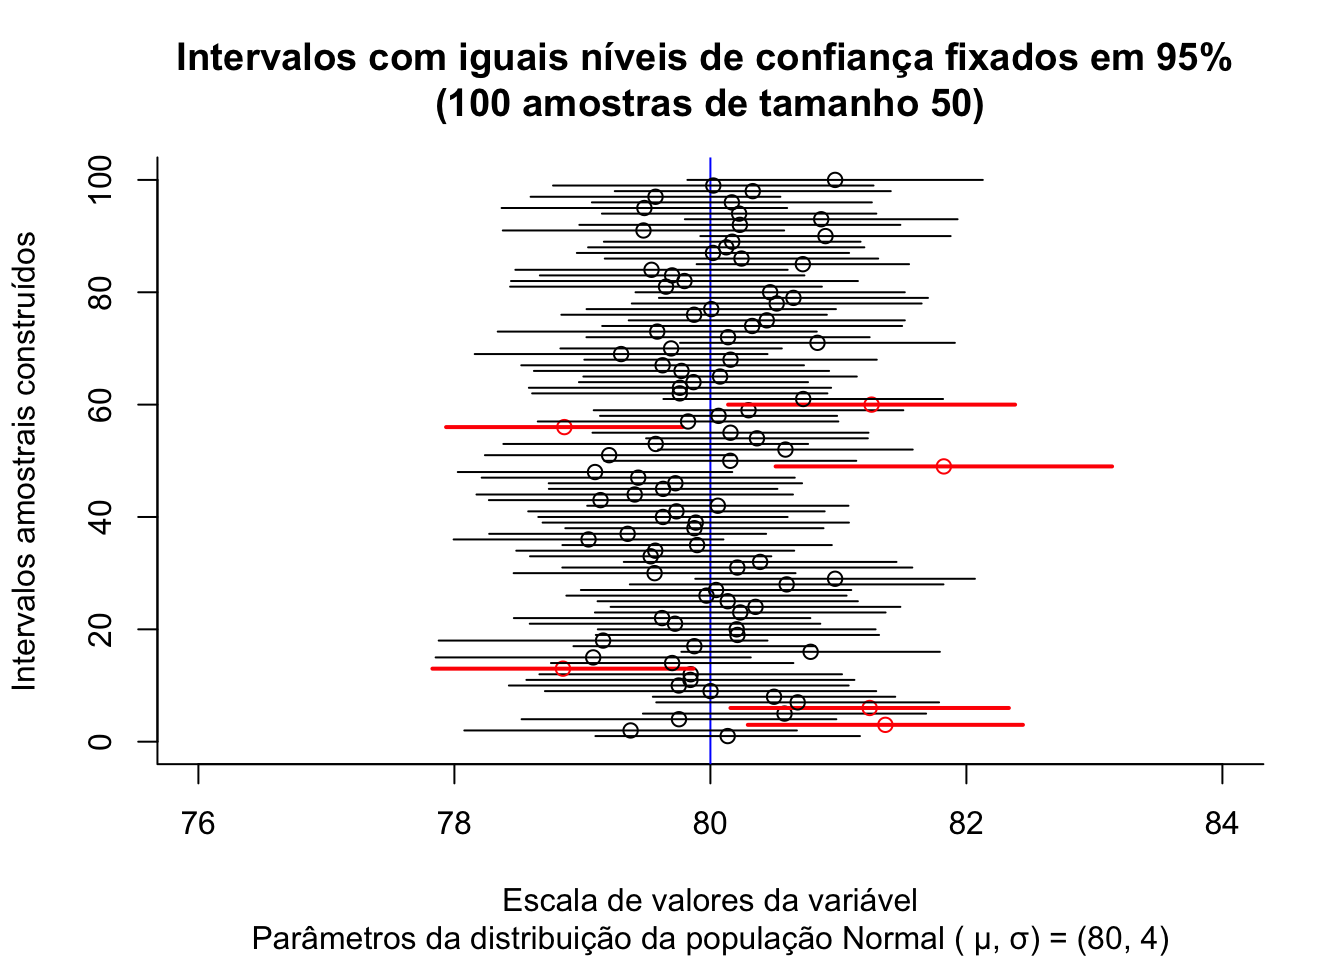 Intervalos com iguais níveis de confiança fixados em 95%
(100 amostras de tamanho 50)
Intervalos amostrais construídos
100
80
60
40
20
0
76 78 80 82 84
Escala de valores da variável
Parâmetros da distribuição da população Normal ( μ, σ) = (80, 4)